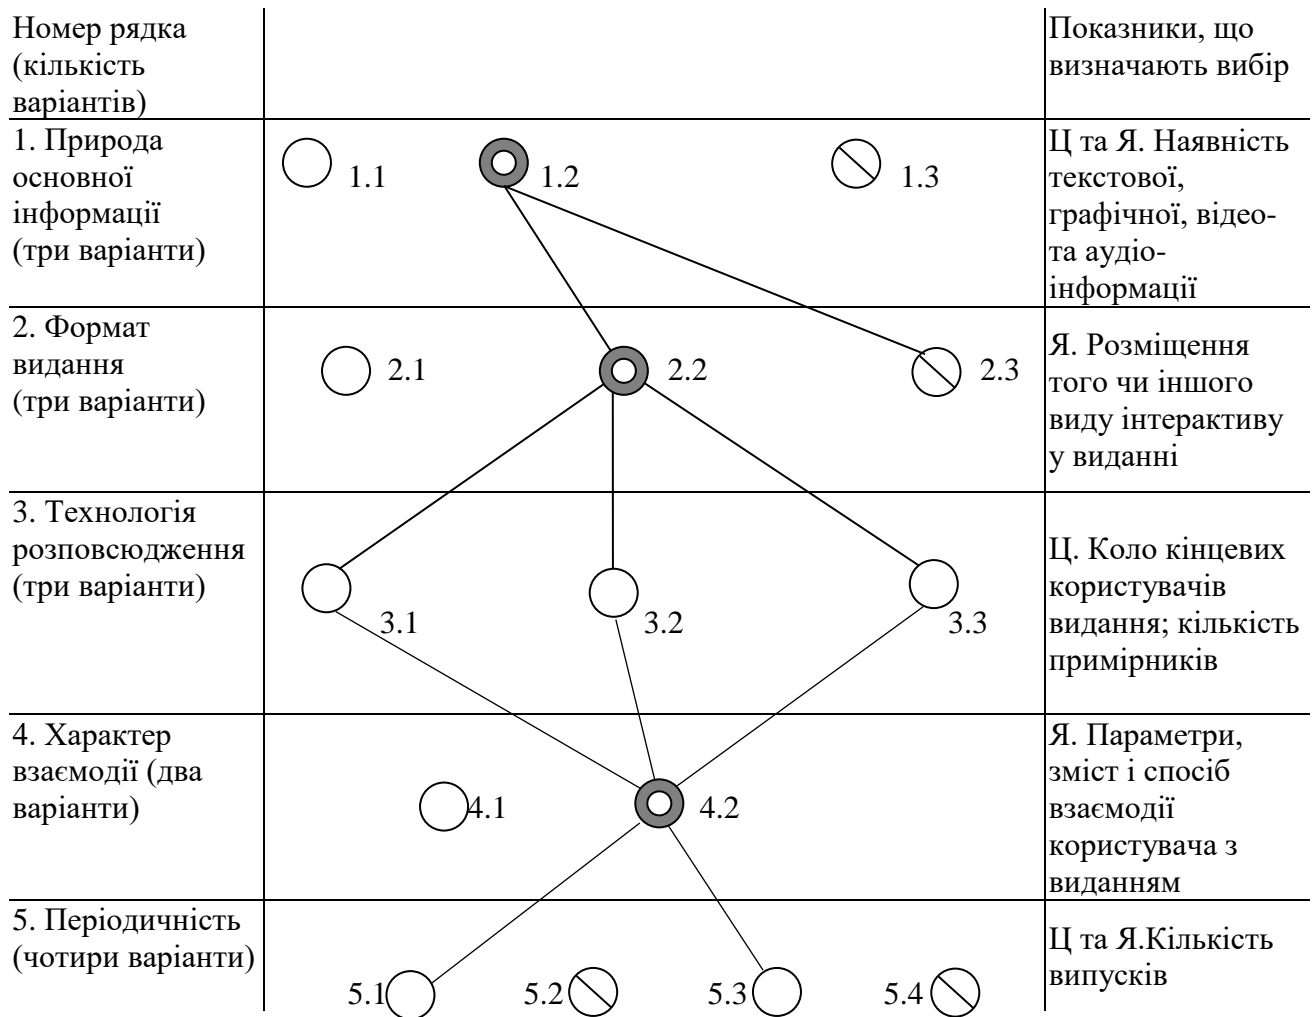 Номер рядка
(кількість
варіантів)
Показники, що
визначають вибір
1. Природа
основної
інформації
(три варіанти)
1.1
1.2
1.3
Ц та Я. Наявність
текстової,
графічної, відео-
та аудіо-
інформації
2. Формат
видання
(три варіанти)
2.1
2.2
2.3
Я. Розміщення
того чи іншого
виду інтерактиву
у виданні
3. Технологія
розповсюдження
(три варіанти)
3.1
3.2
3.3
Ц. Коло кінцевих
користувачів
видання; кількість
примірників
4. Характер
взаємодії (два
варіанти)
4.1
4.2
Я. Параметри,
зміст і спосіб
взаємодії
користувача з
виданням
5. Періодичність
(чотири варіанти)
5.1
5.2
5.3
5.4
Ц та Я.Кількість
випусків